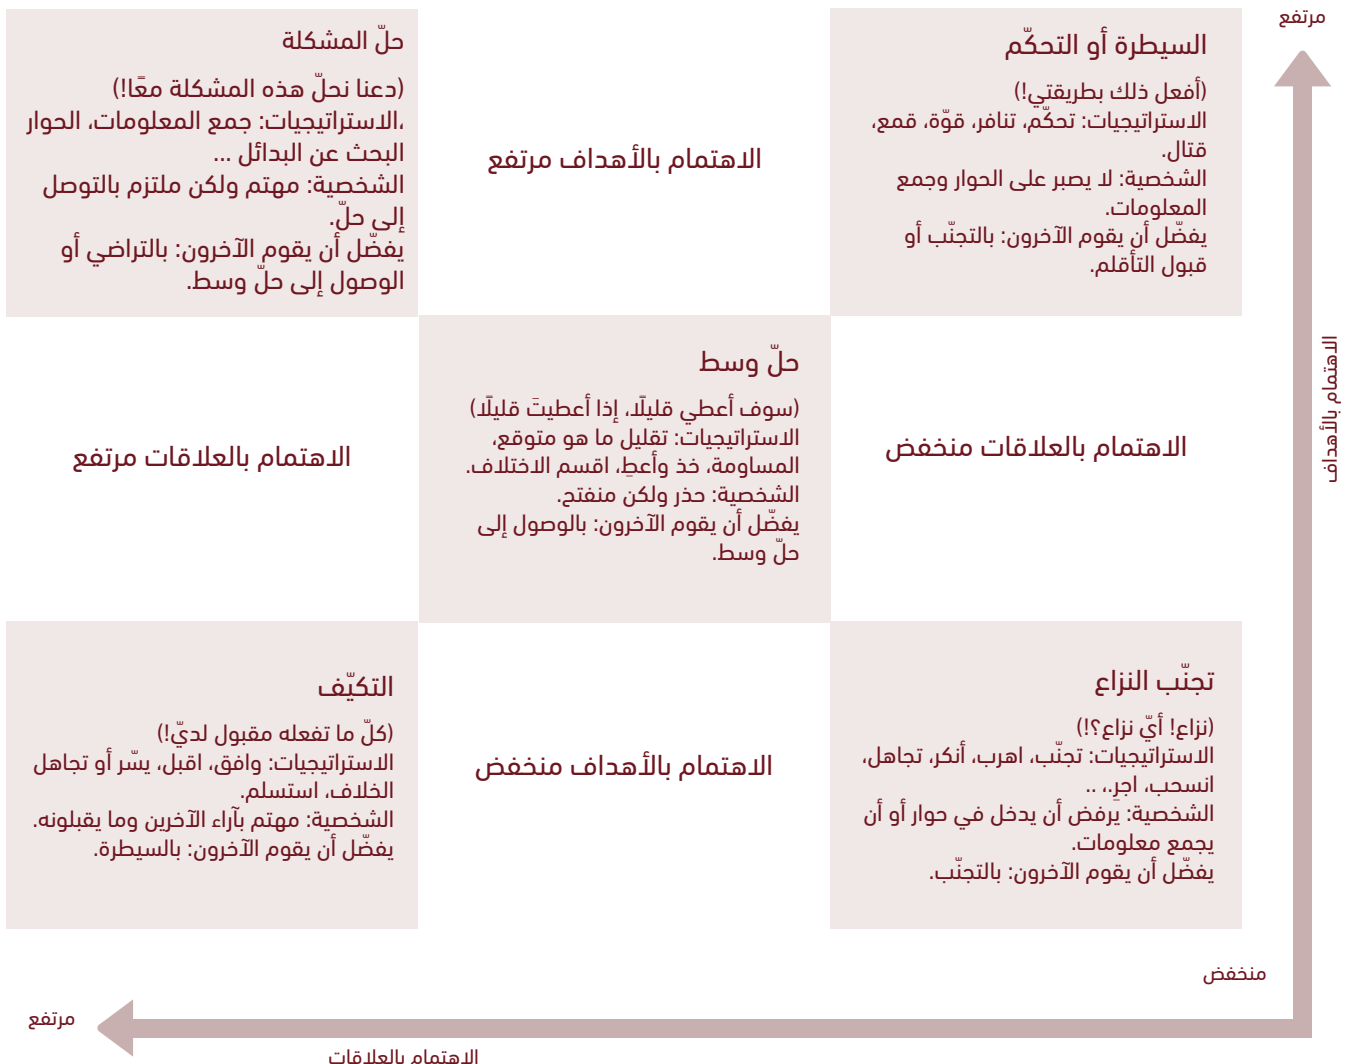 مرتفع
السيطرة أو التحكّم
(أفعل ذلك بطريقتي!)
الاستراتيجيات: تحكّم، تنافر، قوّة، قمع،
قتال.
الشخصية: لا يصبر على الحوار وجمع
المعلومات.
يفضّل أن يقوم الآخرون: بالتجنّب أو
قبول التأقلم.
الاهتمام بالأهداف مرتفع
حلّ المشكلة
(دعنا نحلّ هذه المشكلة معًا!)
،الاستراتيجيات: جمع المعلومات، الحوار
البحث عن البدائل ...
الشخصية: مهتم ولكن ملتزم بالتوصل
إلى حلّ.
يفضّل أن يقوم الآخرون: بالتراضي أو
الوصول إلى حلّ وسط.
الاهتمام بالأهداف
الاهتمام بالعلاقات منخفض
حلّ وسط
(سوف أعطي قليلًا، إذا أعطيتَ قليلًا)
الاستراتيجيات: تقليل ما هو متوقع،
المساومة، خذ وأعطِ، اقسم الاختلاف.
الشخصية: حذر ولكن منفتح.
يفضّل أن يقوم الآخرون: بالوصول إلى
حلّ وسط.
الاهتمام بالعلاقات مرتفع
تجنّب النزاع
(نزاع! أيّ نزاع؟!)
الاستراتيجيات: تجنّب، اهرب، أنكر، تجاهل،
انسحب، اجرِ.، ..
الشخصية: يرفض أن يدخل في حوار أو أن
يجمع معلومات.
يفضّل أن يقوم الآخرون: بالتجنّب.
الاهتمام بالأهداف منخفض
التكيّف
(كلّ ما تفعله مقبول لديّ!)
الاستراتيجيات: وافق، اقبل، يسّر أو تجاهل
الخلاف، استسلم.
الشخصية: مهتم بآراء الآخرين وما يقبلونه.
يفضّل أن يقوم الآخرون: بالسيطرة.
منخفض
مرتفع
الاهتمام بالعلاقات